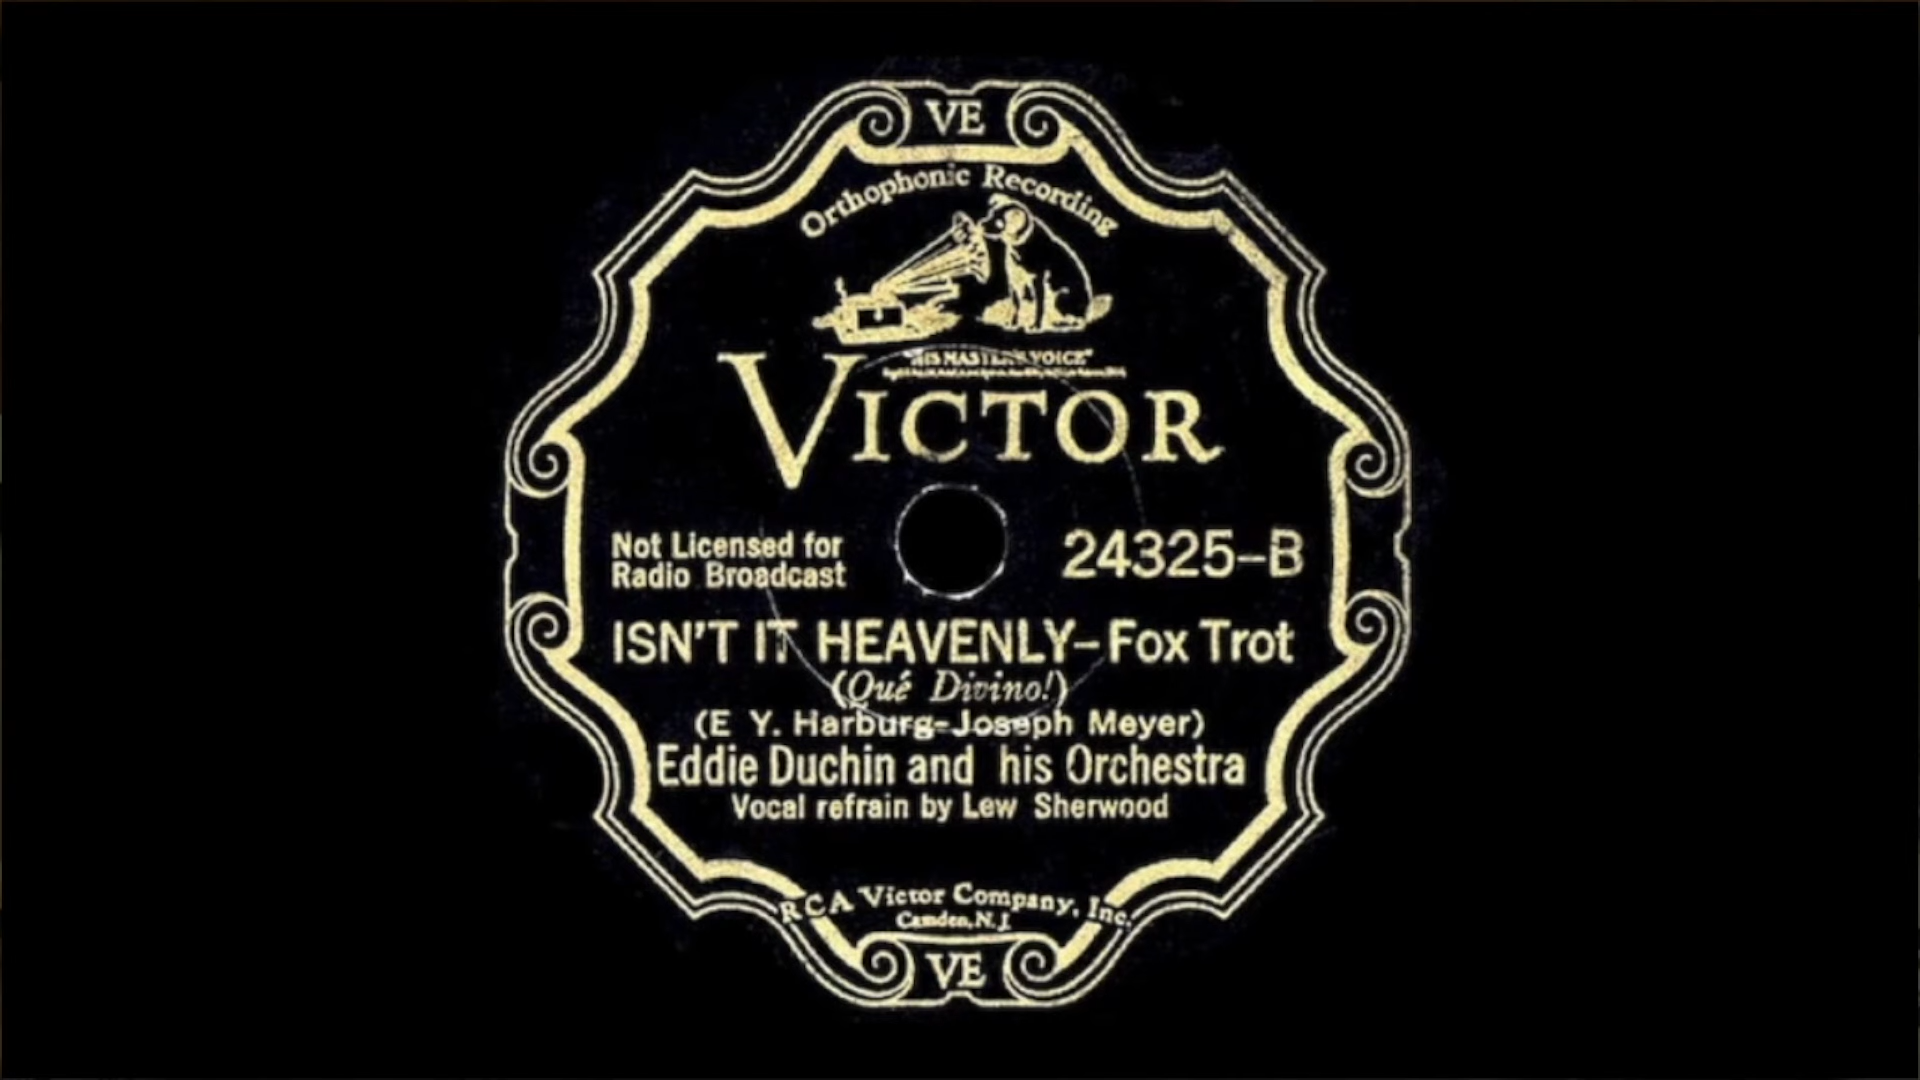 VE
Orthophonic Recording
"HIS MASTER'S VOICE"
VICTOR
Not Licensed for
Radio Broadcast
24325-B
ISN'T IT HEAVENLY-Fox Trot
(Qué Divino!)
(E Y. Harburg-Joseph Meyer)
Eddie Duchin and his Orchestra
Vocal refrain by Lew Sherwood
RCA Victor Company, Inc.
Camden, N.J.
VE